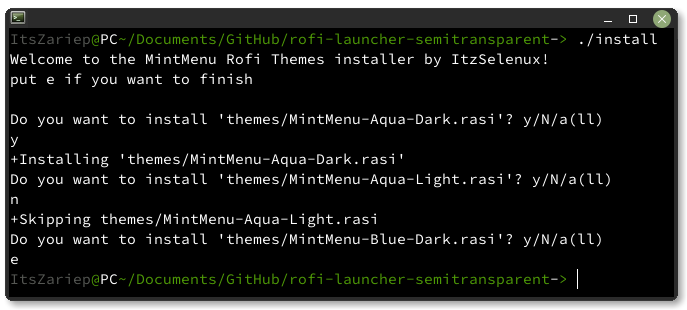 ItsZariep@PC~/Documents/GitHub/rofi-launcher-semitransparent-> ./install
Welcome to the MintMenu Rofi Themes installer by ItzSelenux!
put e if you want to finish
Do you want to install 'themes/MintMenu-Aqua-Dark.rasi'? y/N/a(ll)
y
+Installing 'themes/MintMenu-Aqua-Dark.rasi'
Do you want to install 'themes/MintMenu-Aqua-Light.rasi'? y/N/a(ll)
n
+Skipping themes/MintMenu-Aqua-Light.rasi
Do you want to install 'themes/MintMenu-Blue-Dark.rasi'? y/N/a(ll)
e
ItsZariep@PC~/Documents/GitHub/rofi-launcher-semitransparent->